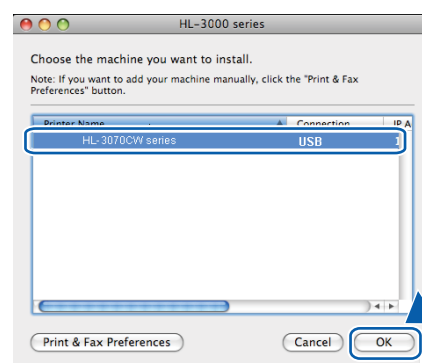 HL-3000 series
Choose the machine you want to install.
Note: If you want to add your machine manually, click the "Print & Fax
Preferences" button.
Printer Name Connection IP A
HL-3070CW series USB
Print & Fax Preferences Cancel OK